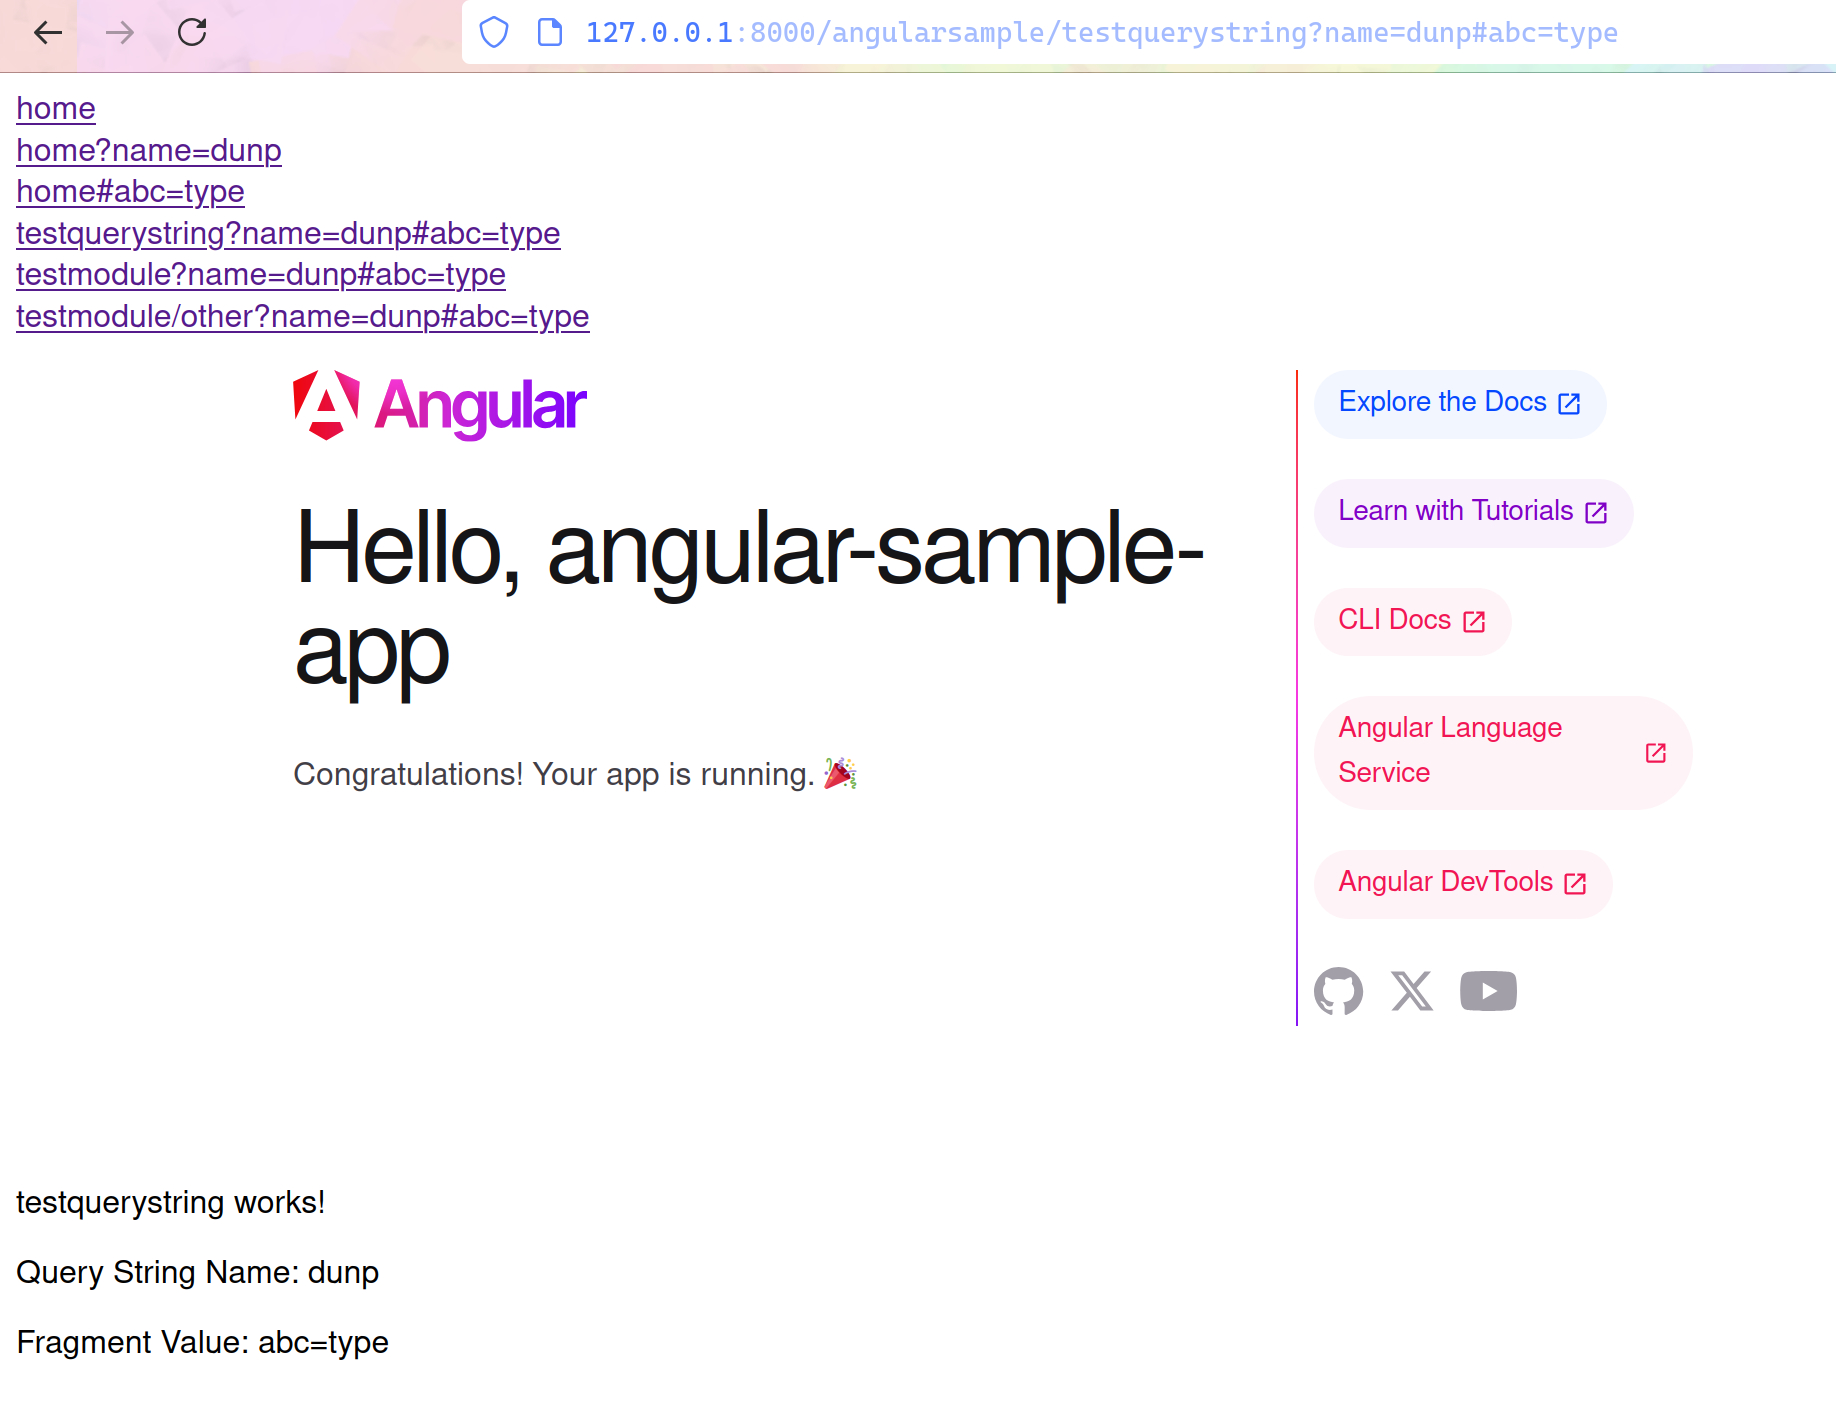 127.0.0.1:8000/angularsample/testquerystring?name=dunp#abc=type
home
home?name=dunp
home#abc=type
testquerystring?name=dunp#abc=type
testmodule?name=dunp#abc=type
testmodule/other?name=dunp#abc=type
Angular
Hello, angular-sample-
app
Congratulations! Your app is running. 🎉
Explore the Docs
Learn with Tutorials
CLI Docs
Angular Language
Service
Angular DevTools
testquerystring works!
Query String Name: dunp
Fragment Value: abc=type